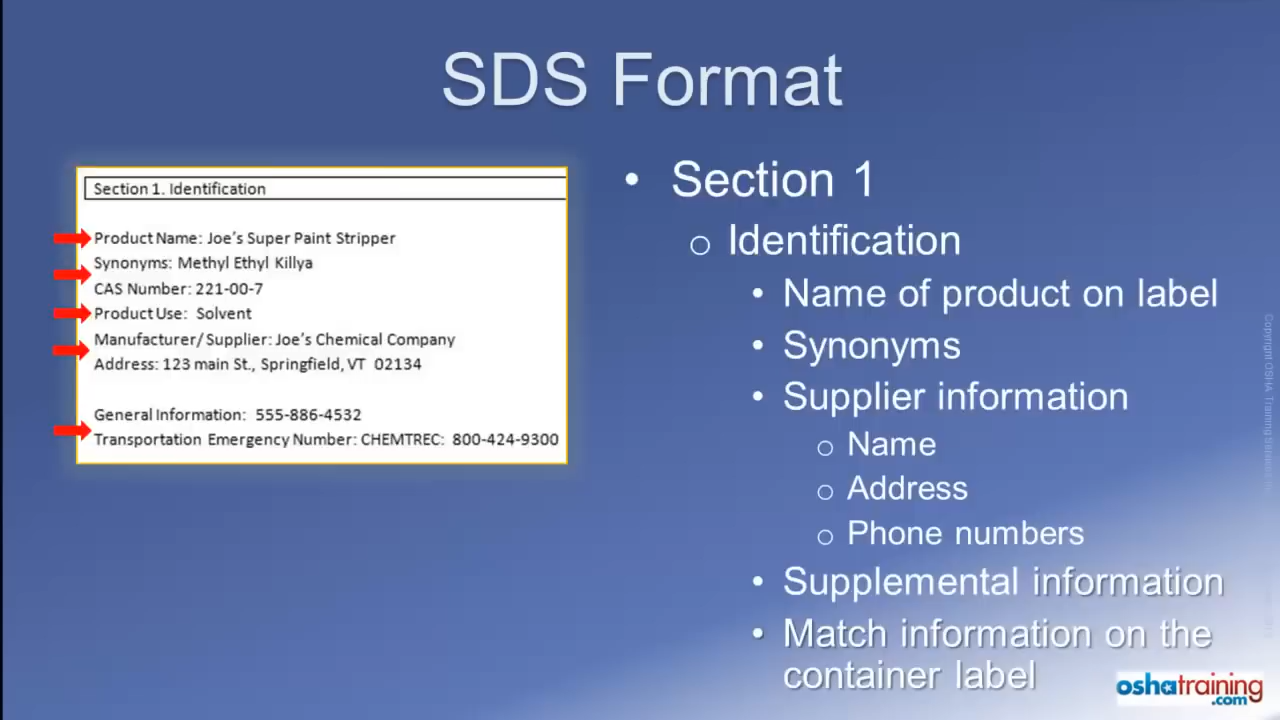 SDS Format
Section 1. Identification
Product Name: Joe's Super Paint Stripper
Synonyms: Methyl Ethyl Killya
CAS Number: 221-00-7
Product Use: Solvent
Manufacturer/ Supplier: Joe's Chemical Company
Address: 123 main St., Springfield, VT 02134
General Information: 555-886-4532
Transportation Emergency Number: CHEMTREC: 800-424-9300
• Section 1
o Identification
• Name of product on label
• Synonyms
• Supplier information
o Name
o Address
o Phone numbers
• Supplemental information
• Match information on the
container label
Copyright OSHA Training
oshatraining
.com